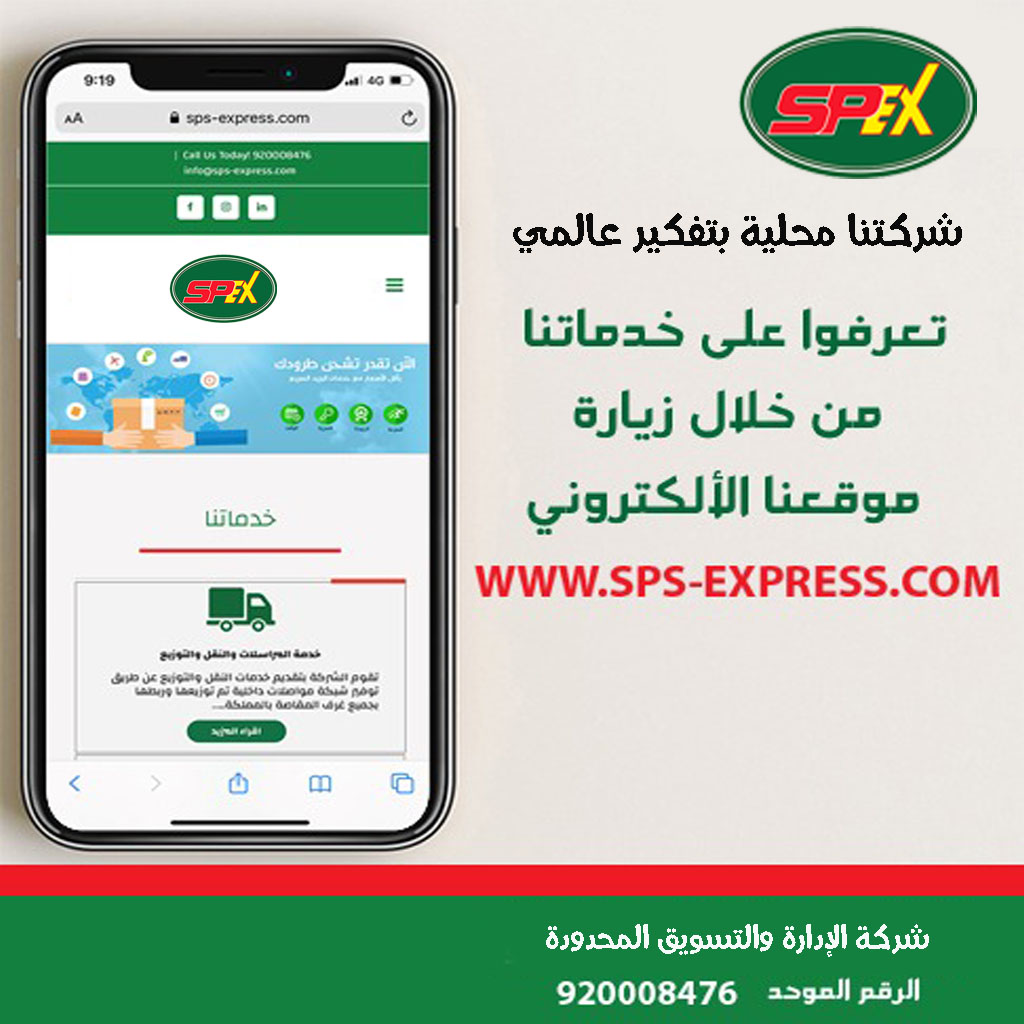 SPEX
شركتنا محلية بتفكير عالمي
تعرفوا على خدماتنا
من خلال زيارة
موقعنا الألكتروني
WWW.SPS-EXPRESS.COM
9:19
4G
AA
sps-express.com
| Call Us Today! 920008476
info@sps-express.com
SPEX
الآن تقدر تشحن طرودك
خدماتنا
خدمة المراسلات والنقل والتوزيع
تقوم الشركة بتقديم خدمات النقل والتوزيع عن طريق
توفير شبكة مواصلات داخلية تم توزيعها وربطها
بجميع غرف المقاصة بالمملكة....
اقراء المزيد
شركة الإدارة والتسويق المحدودة
الرقم الموحد 920008476